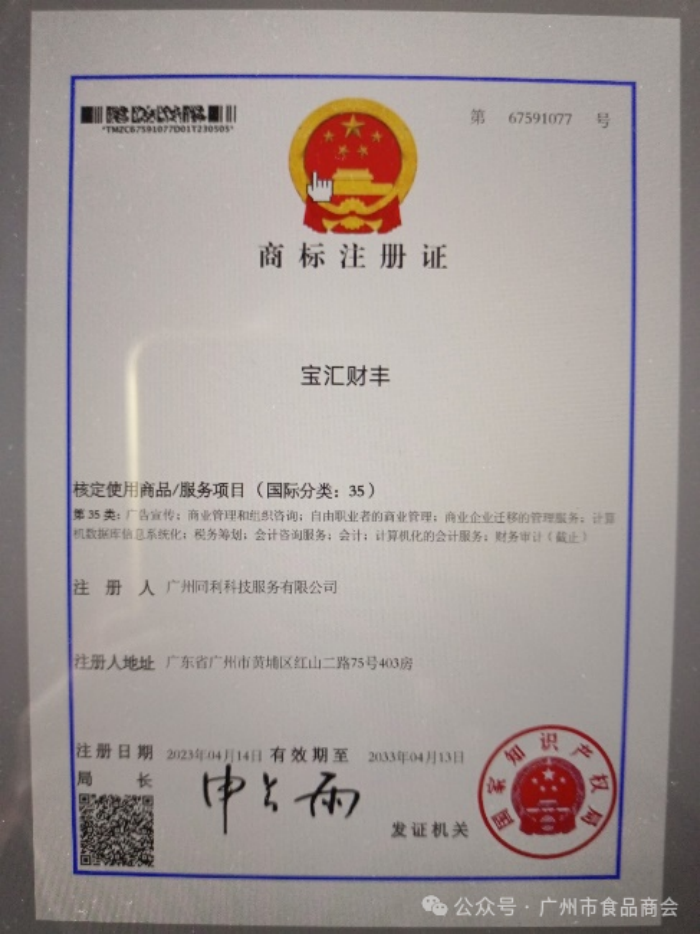 *TMZC67591077D01T230505*
第 67591077 号
商标注册证
宝汇财丰
核定使用商品/服务项目（国际分类：35）
第 35 类：广告宣传；商业管理和组织咨询；自由职业者的商业管理；商业企业迁移的管理服务；计算
机数据库信息系统化；税务筹划；会计咨询服务；会计；计算机化的会计服务；财务审计（截止）
注 册 人 广州同利科技服务有限公司
注册人地址 广东省广州市黄埔区红山二路75号403房
注册日期 2023年04月14日 有效期至 2033年04月13日
局 长 申长雨
发证机关
国家知识产权局
公众号 · 广州市食品商会